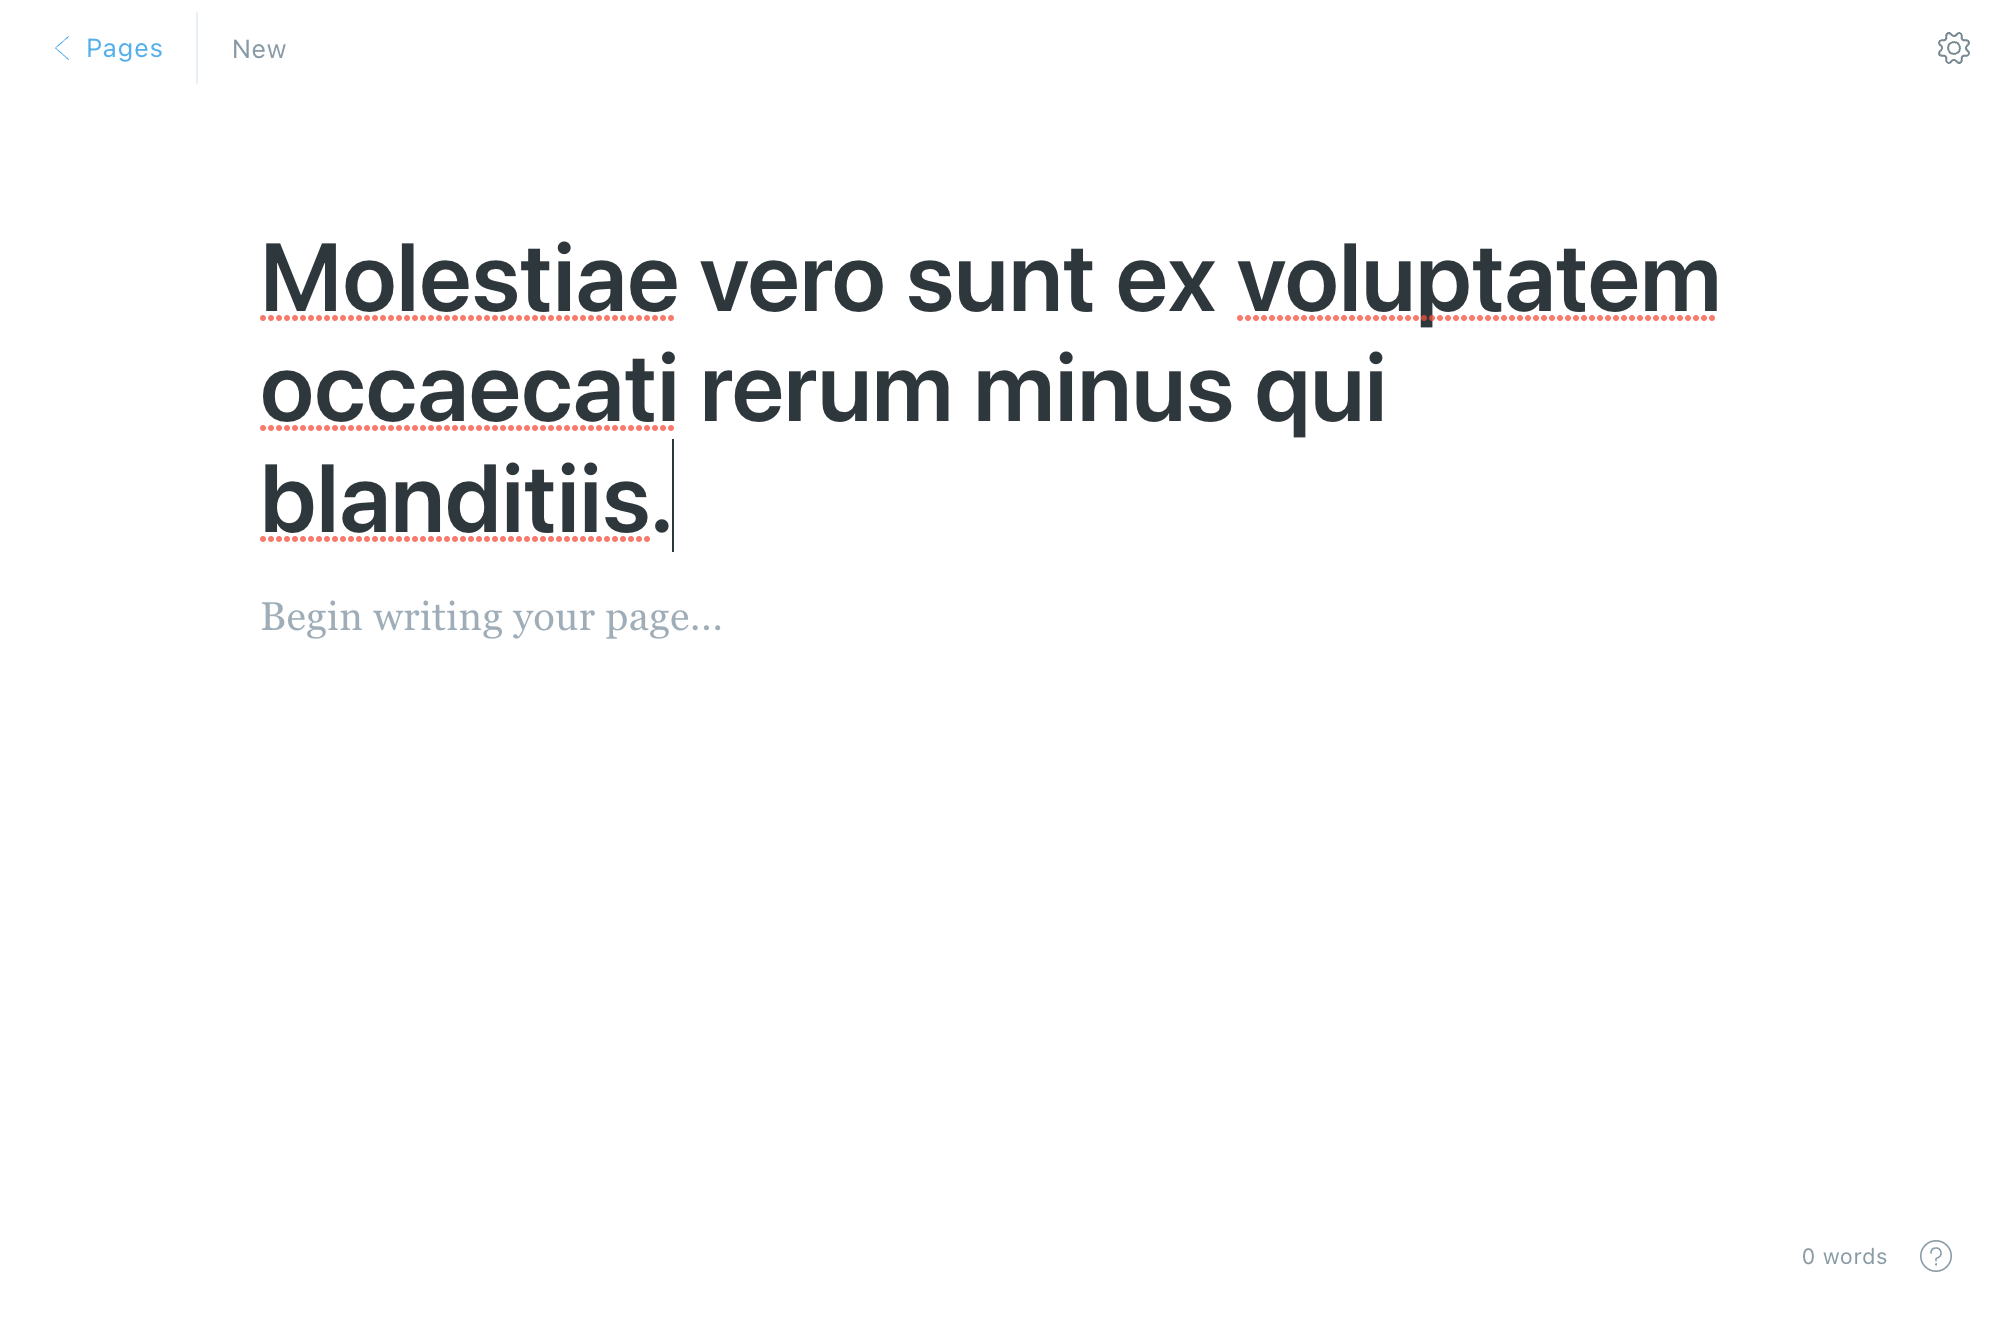 Pages
New
Molestiae vero sunt ex voluptatem
occaecati rerum minus qui
blanditiis.
Begin writing your page...
0 words
?